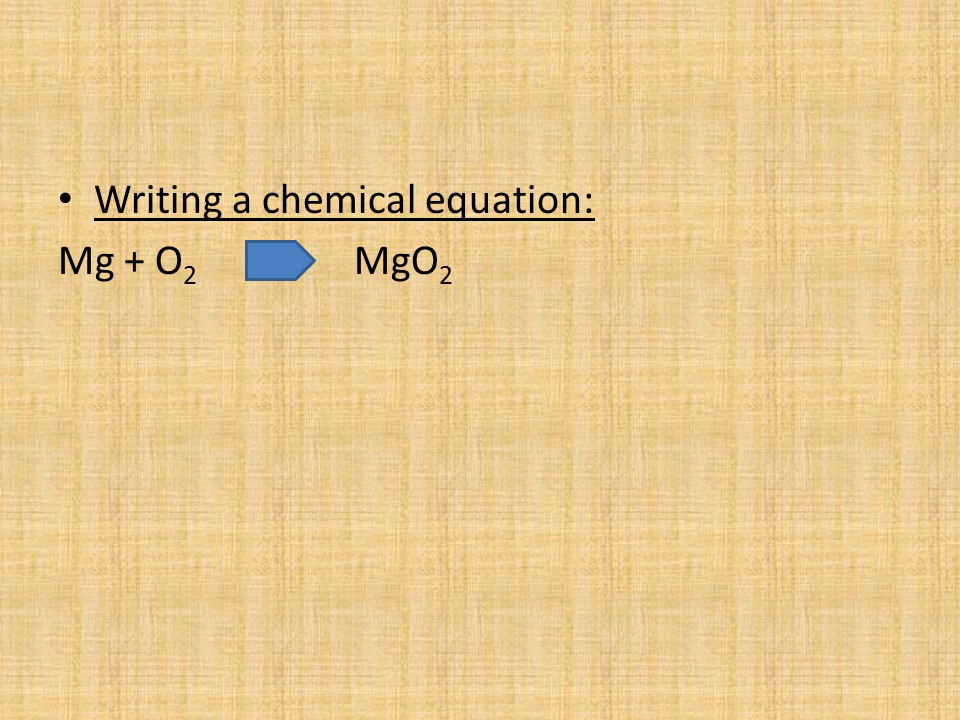 • Writing a chemical equation:
Mg + O₂ MgO₂